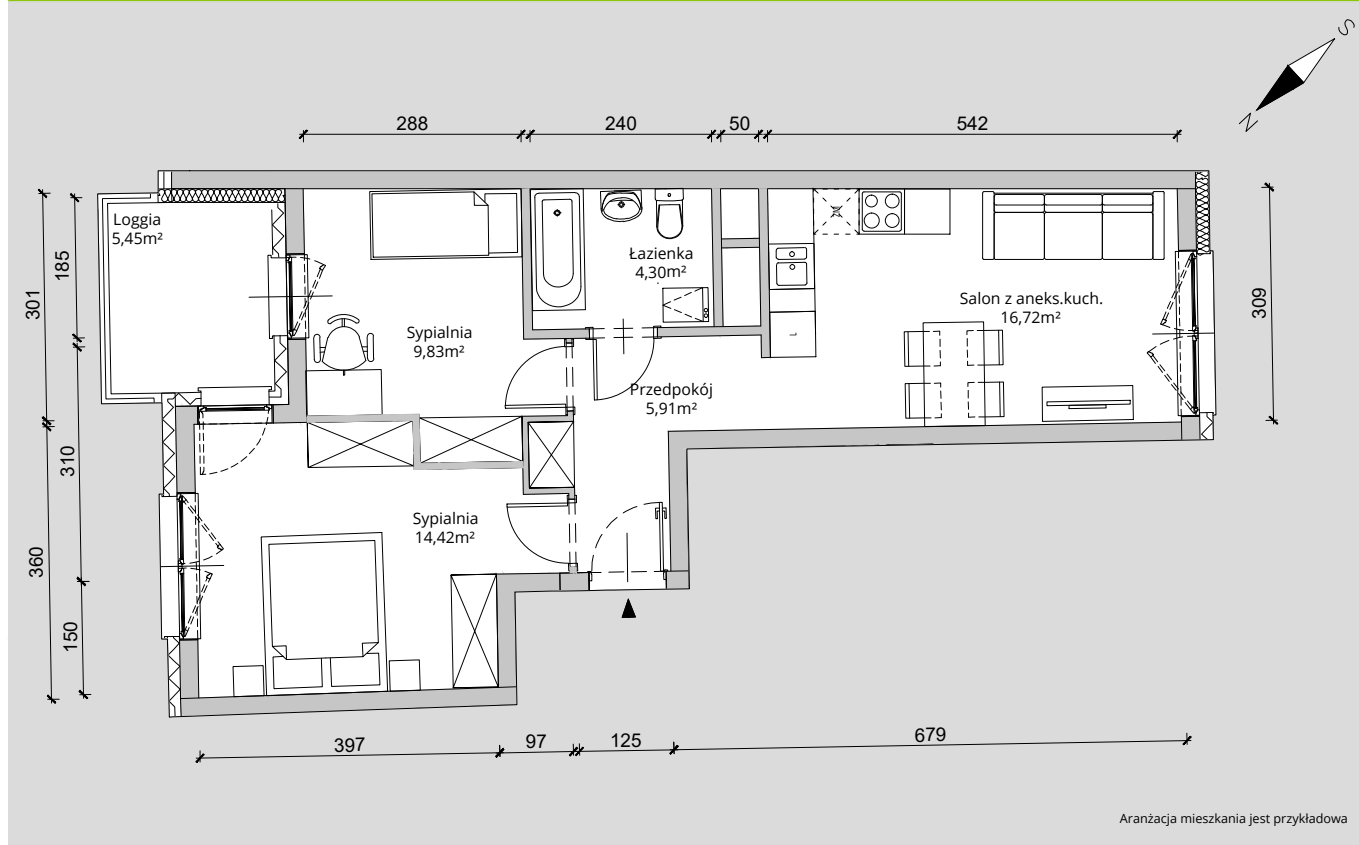 S
N
288
240
50
542
Loggia
5,45m²
Łazienka
4,30m²
Salon z aneks.kuch.
16,72m²
Sypialnia
9,83m²
Przedpokój
5,91m²
Sypialnia
14,42m²
L
301
185
310
360
150
309
397
97
125
679
Aranżacja mieszkania jest przykładowa